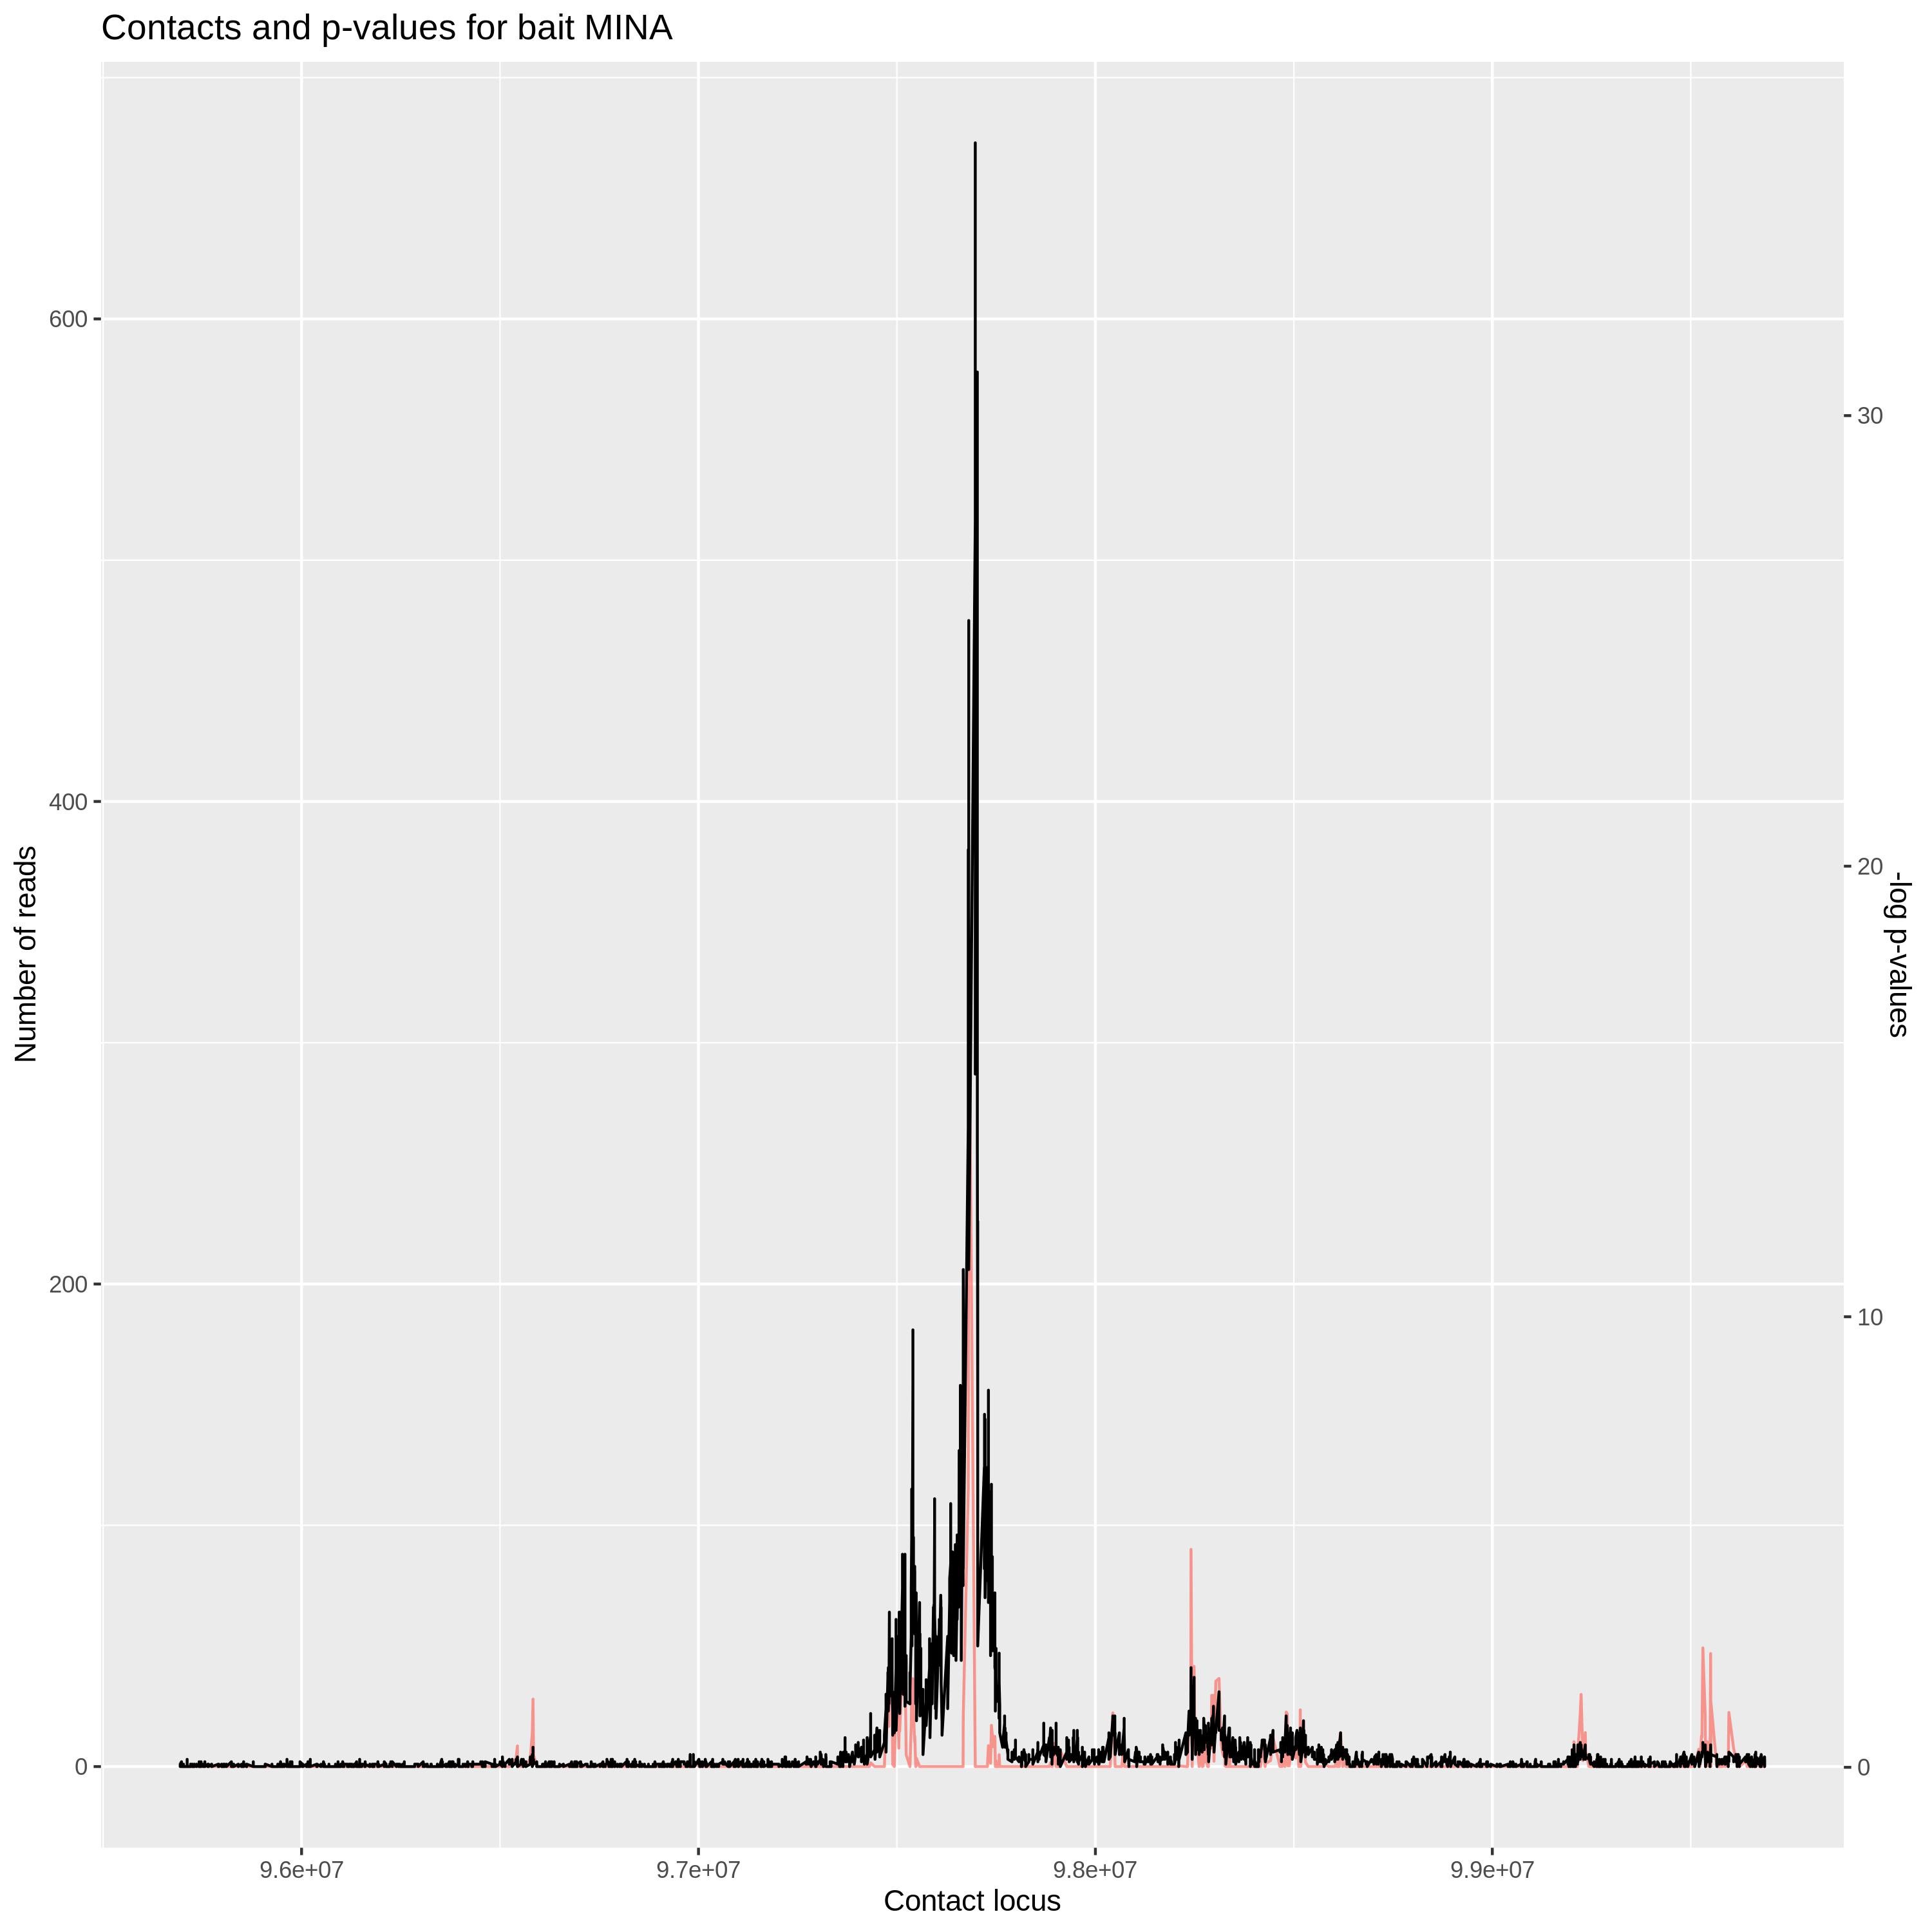 Contacts and p-values for bait MINA
600
400
200
0
Number of reads
30
20
10
0
-log p-values
9.6e+07
9.7e+07
9.8e+07
9.9e+07
Contact locus